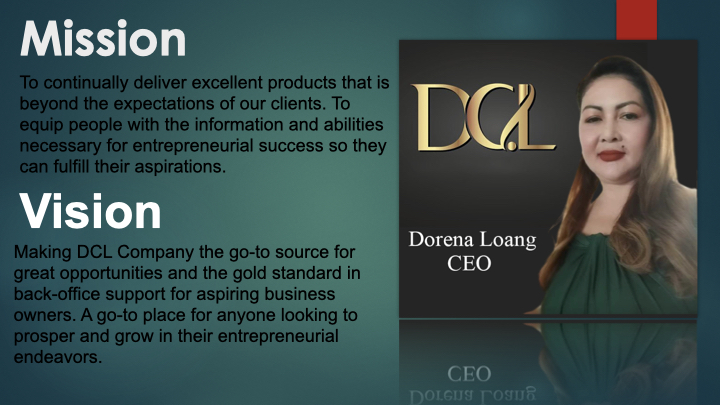 Mission
To continually deliver excellent products that is
beyond the expectations of our clients. To
equip people with the information and abilities
necessary for entrepreneurial success so they
can fulfill their aspirations.
Vision
Making DCL Company the go-to source for
great opportunities and the gold standard in
back-office support for aspiring business
owners. A go-to place for anyone looking to
prosper and grow in their entrepreneurial
endeavors.
DCL
Dorena Loang
CEO